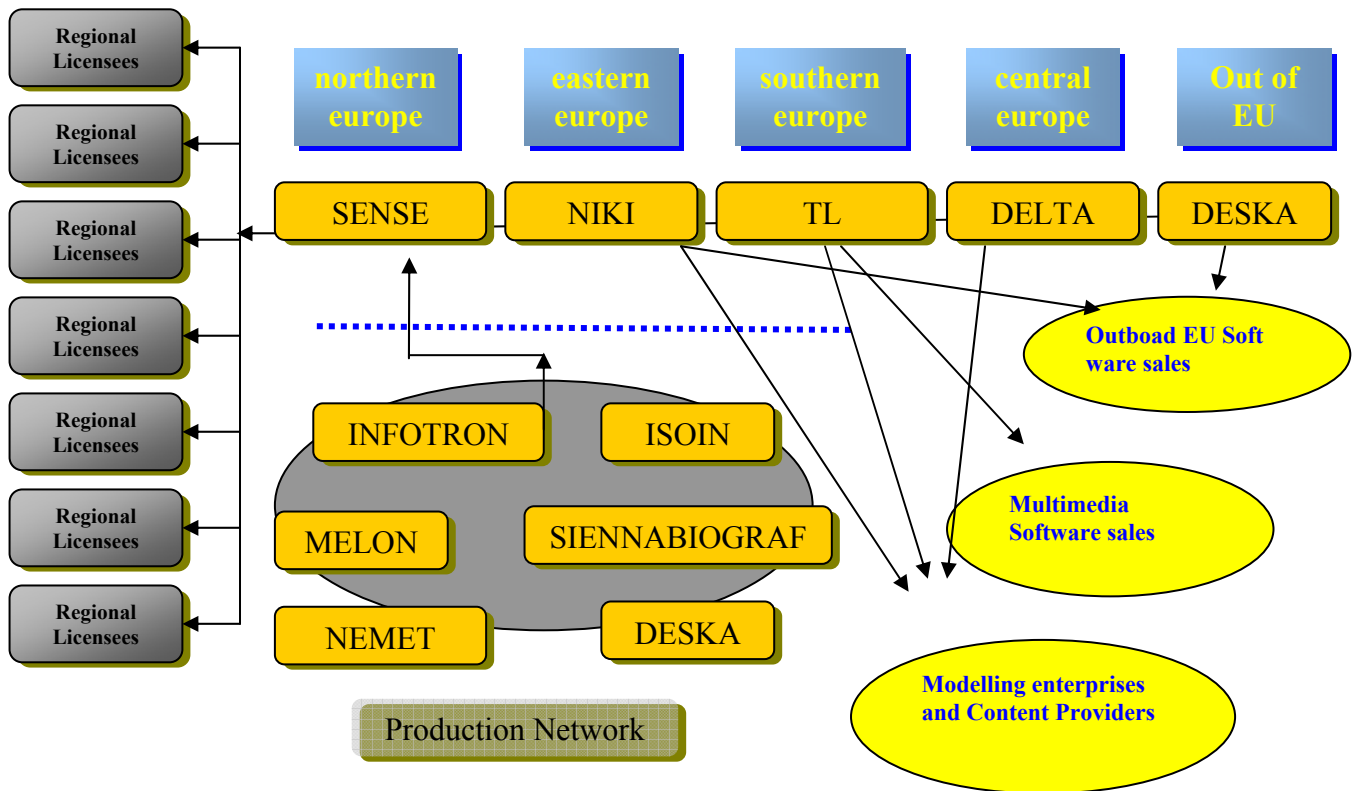 Regional
Licensees
Regional
Licensees
Regional
Licensees
Regional
Licensees
Regional
Licensees
Regional
Licensees
Regional
Licensees
northern
europe
eastern
europe
southern
europe
central
europe
Out of
EU
SENSE
NIKI
TL
DELTA
DESKA
Outboad EU Soft
ware sales
INFOTRON
ISOIN
MELON
SIENNABIOGRAF
NEMET
DESKA
Multimedia
Software sales
Modelling enterprises
and Content Providers
Production Network